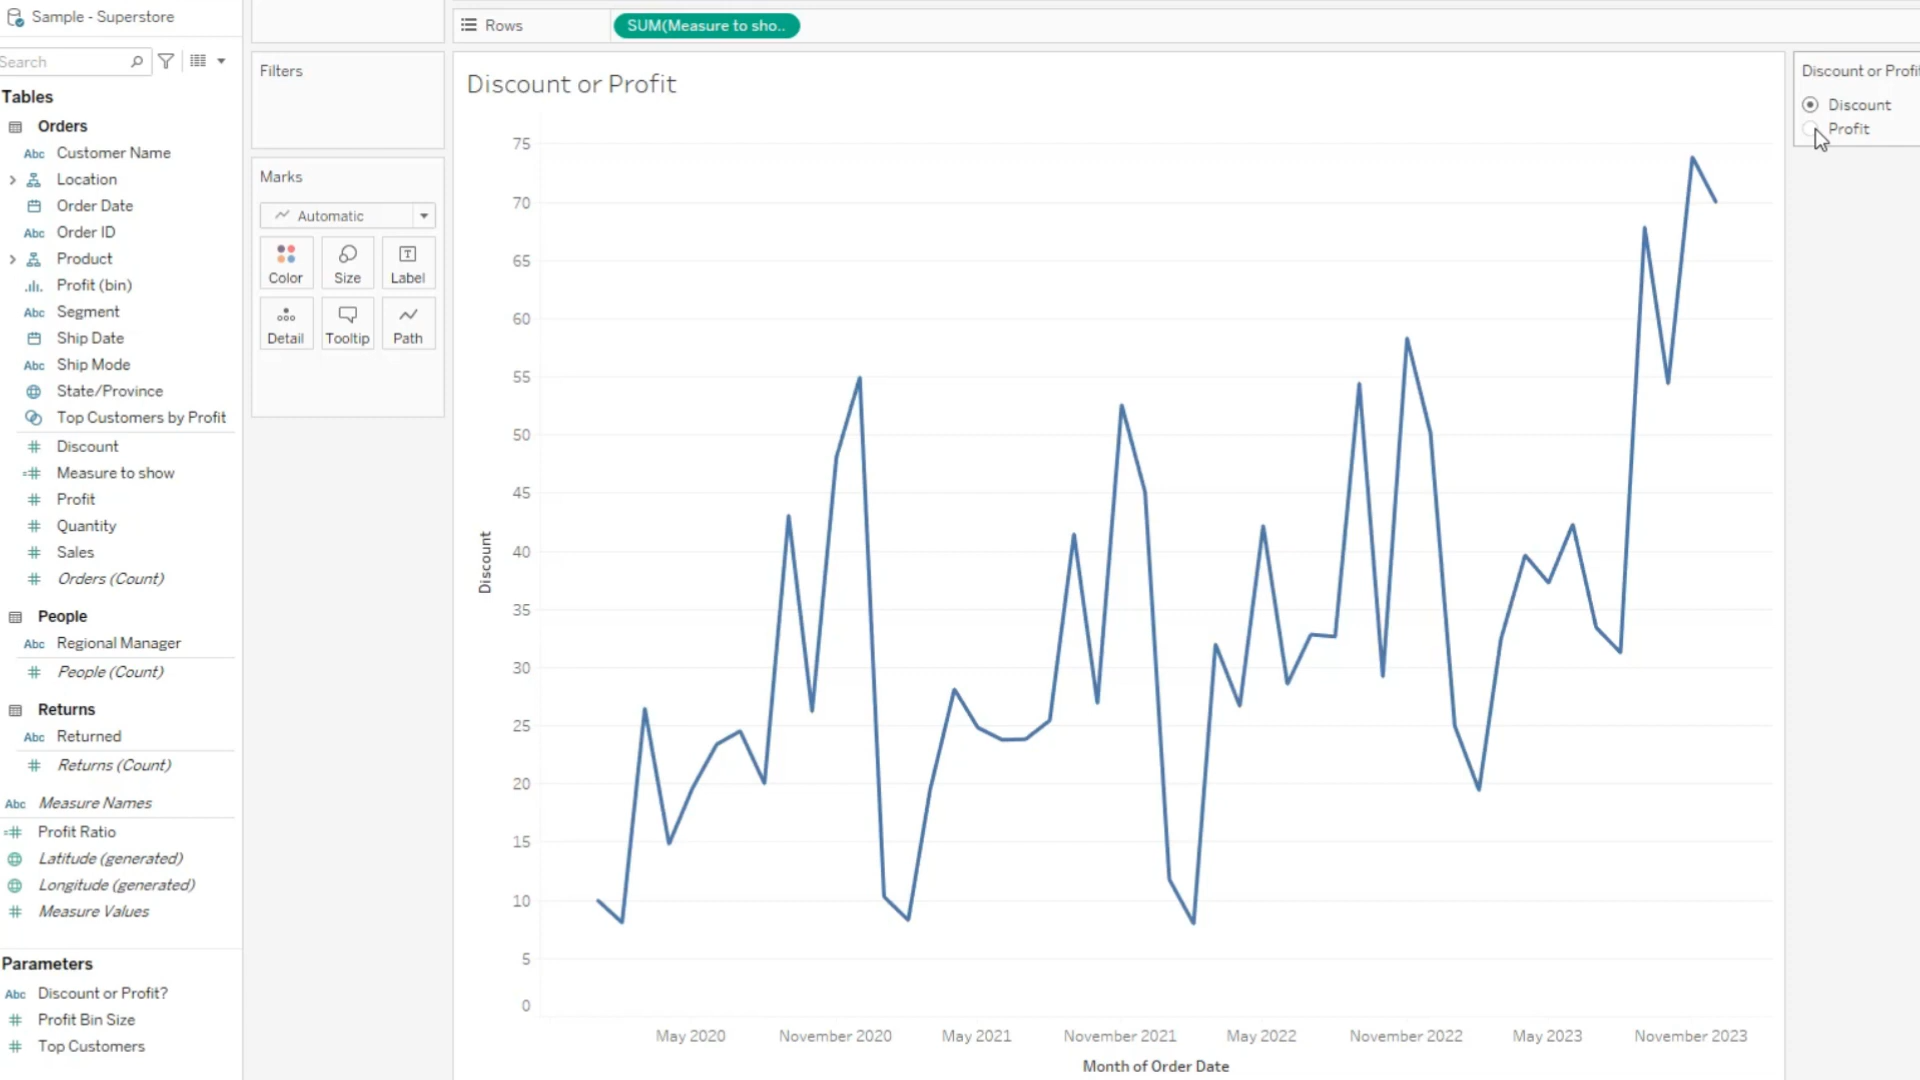 Sample - Superstore
Search
Tables
Orders
Abc Customer Name
Location
Order Date
Abc Order ID
Product
Profit (bin)
Abc Segment
Ship Date
Abc Ship Mode
State/Province
Top Customers by Profit
# Discount
=# Measure to show
# Profit
# Quantity
# Sales
# Orders (Count)
People
Abc Regional Manager
# People (Count)
Returns
Abc Returned
# Returns (Count)
Abc Measure Names
=# Profit Ratio
Latitude (generated)
Longitude (generated)
# Measure Values
Parameters
Abc Discount or Profit?
# Profit Bin Size
# Top Customers
Filters
Marks
Automatic
Color Size Label
Detail Tooltip Path
Rows SUM(Measure to sho..
Discount or Profit
75
70
65
60
55
50
45
40
35
30
25
20
15
10
5
0
Discount
May 2020 November 2020 May 2021 November 2021 May 2022 November 2022 May 2023 November 2023
Month of Order Date
Discount or Profit
Discount
Profit